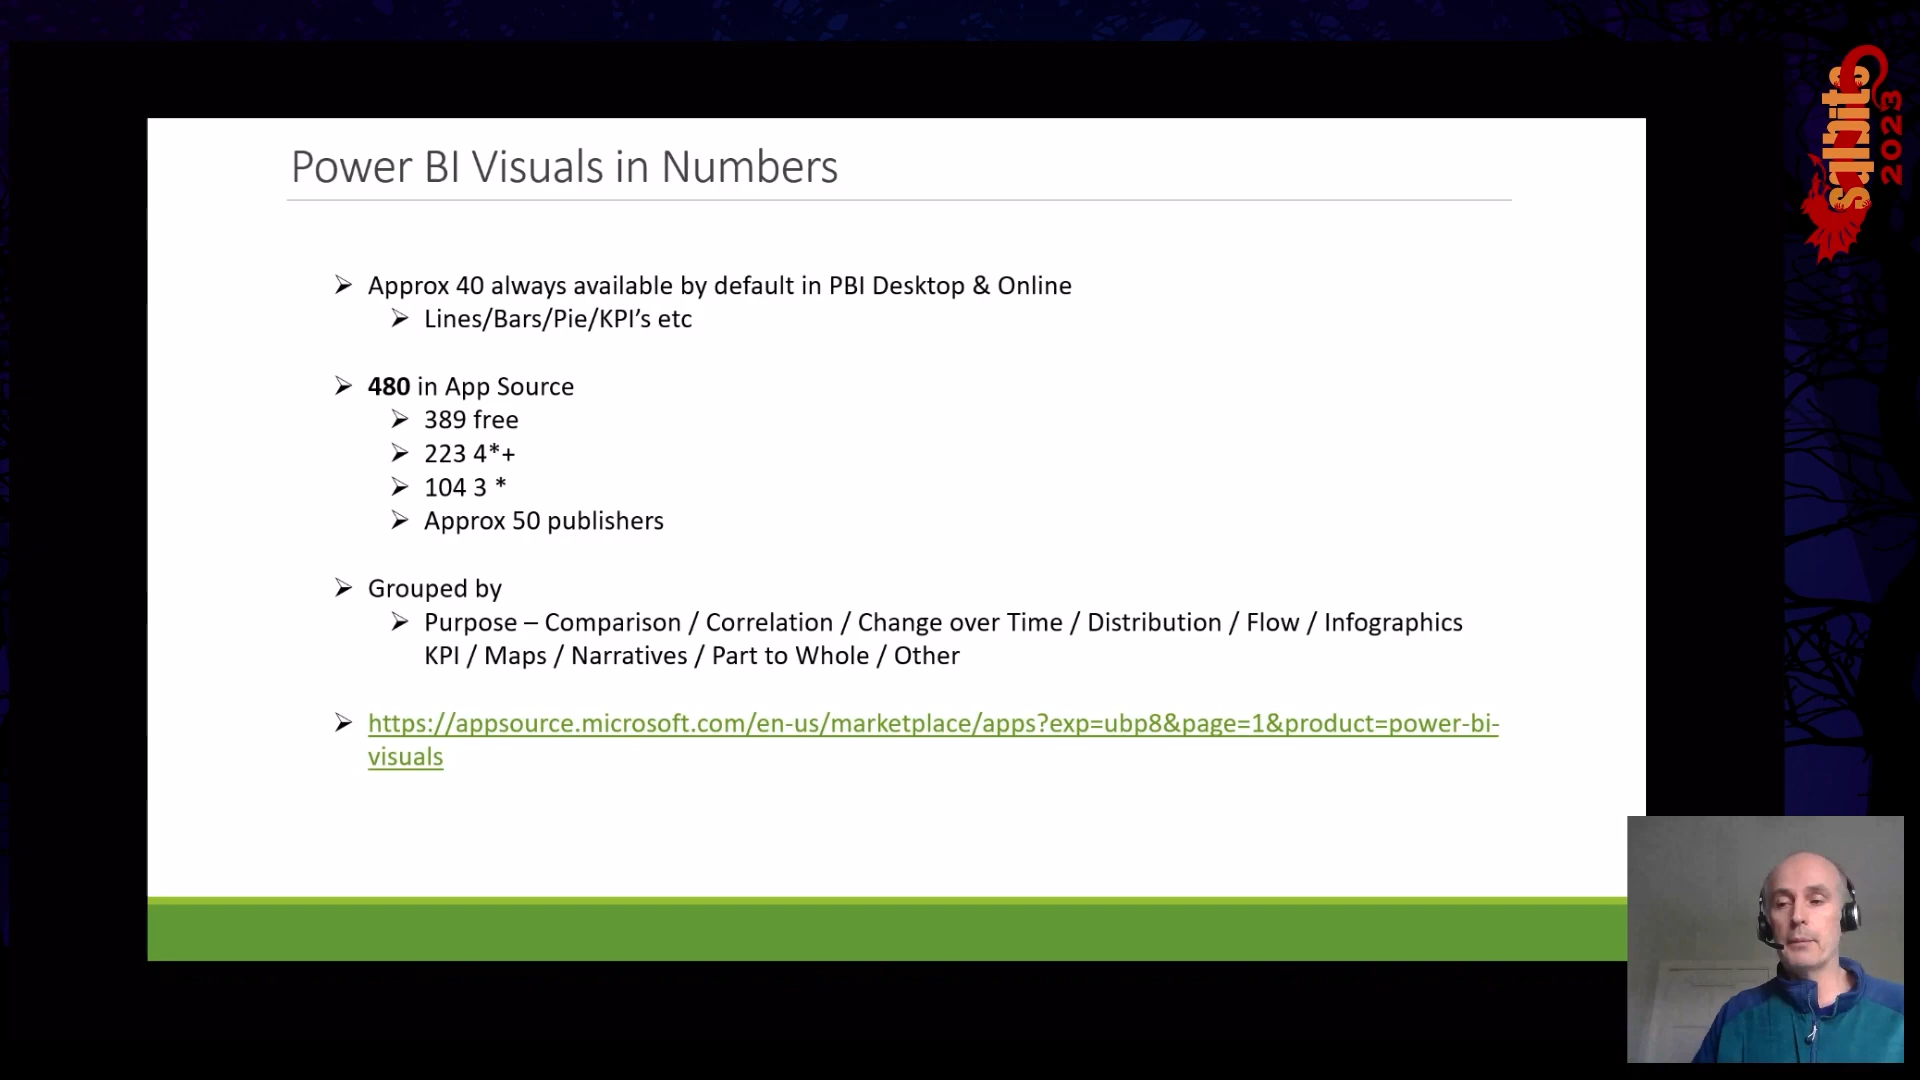 Power BI Visuals in Numbers
Approx 40 always available by default in PBI Desktop & Online
Lines/Bars/Pie/KPI’s etc
480 in App Source
389 free
223 4*+
104 3 *
Approx 50 publishers
Grouped by
Purpose – Comparison / Correlation / Change over Time / Distribution / Flow / Infographics
KPI / Maps / Narratives / Part to Whole / Other
https://appsource.microsoft.com/en-us/marketplace/apps?exp=ubp8&page=1&product=power-bi-
visuals
sqlbits
2023